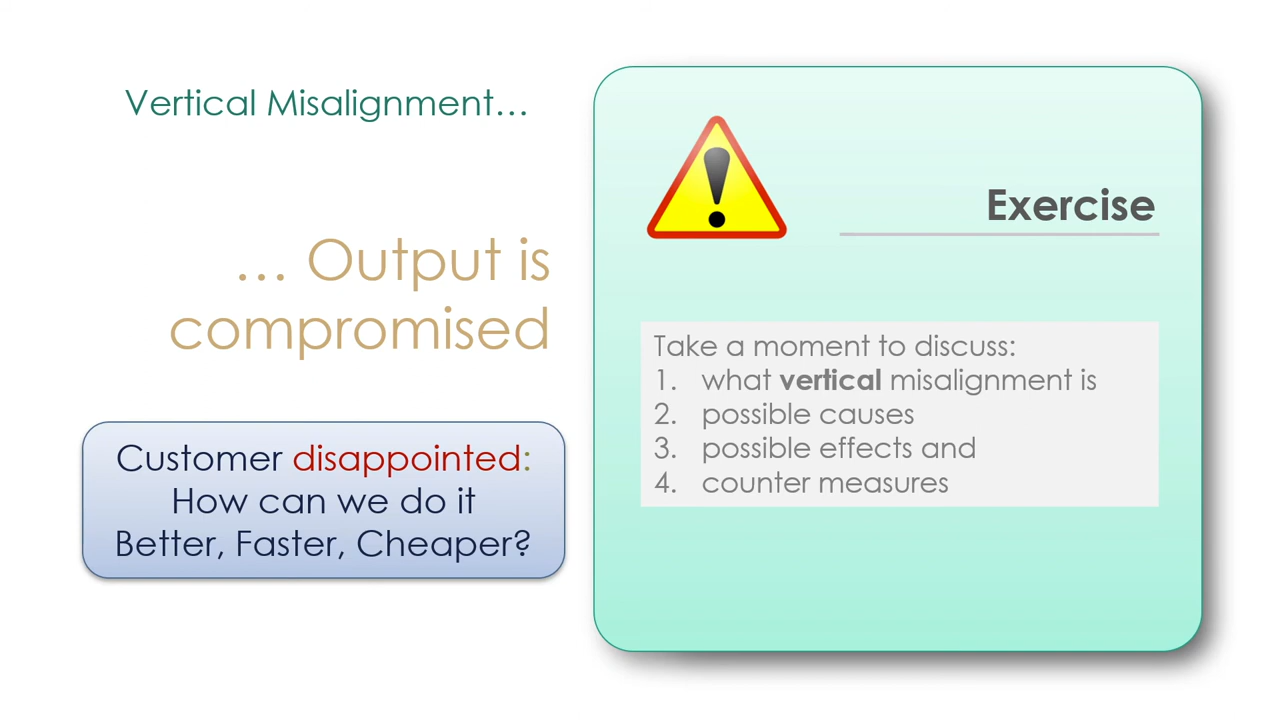 Vertical Misalignment…
… Output is
compromised
Customer disappointed:
How can we do it
Better, Faster, Cheaper?
Exercise
Take a moment to discuss:
1. what vertical misalignment is
2. possible causes
3. possible effects and
4. counter measures